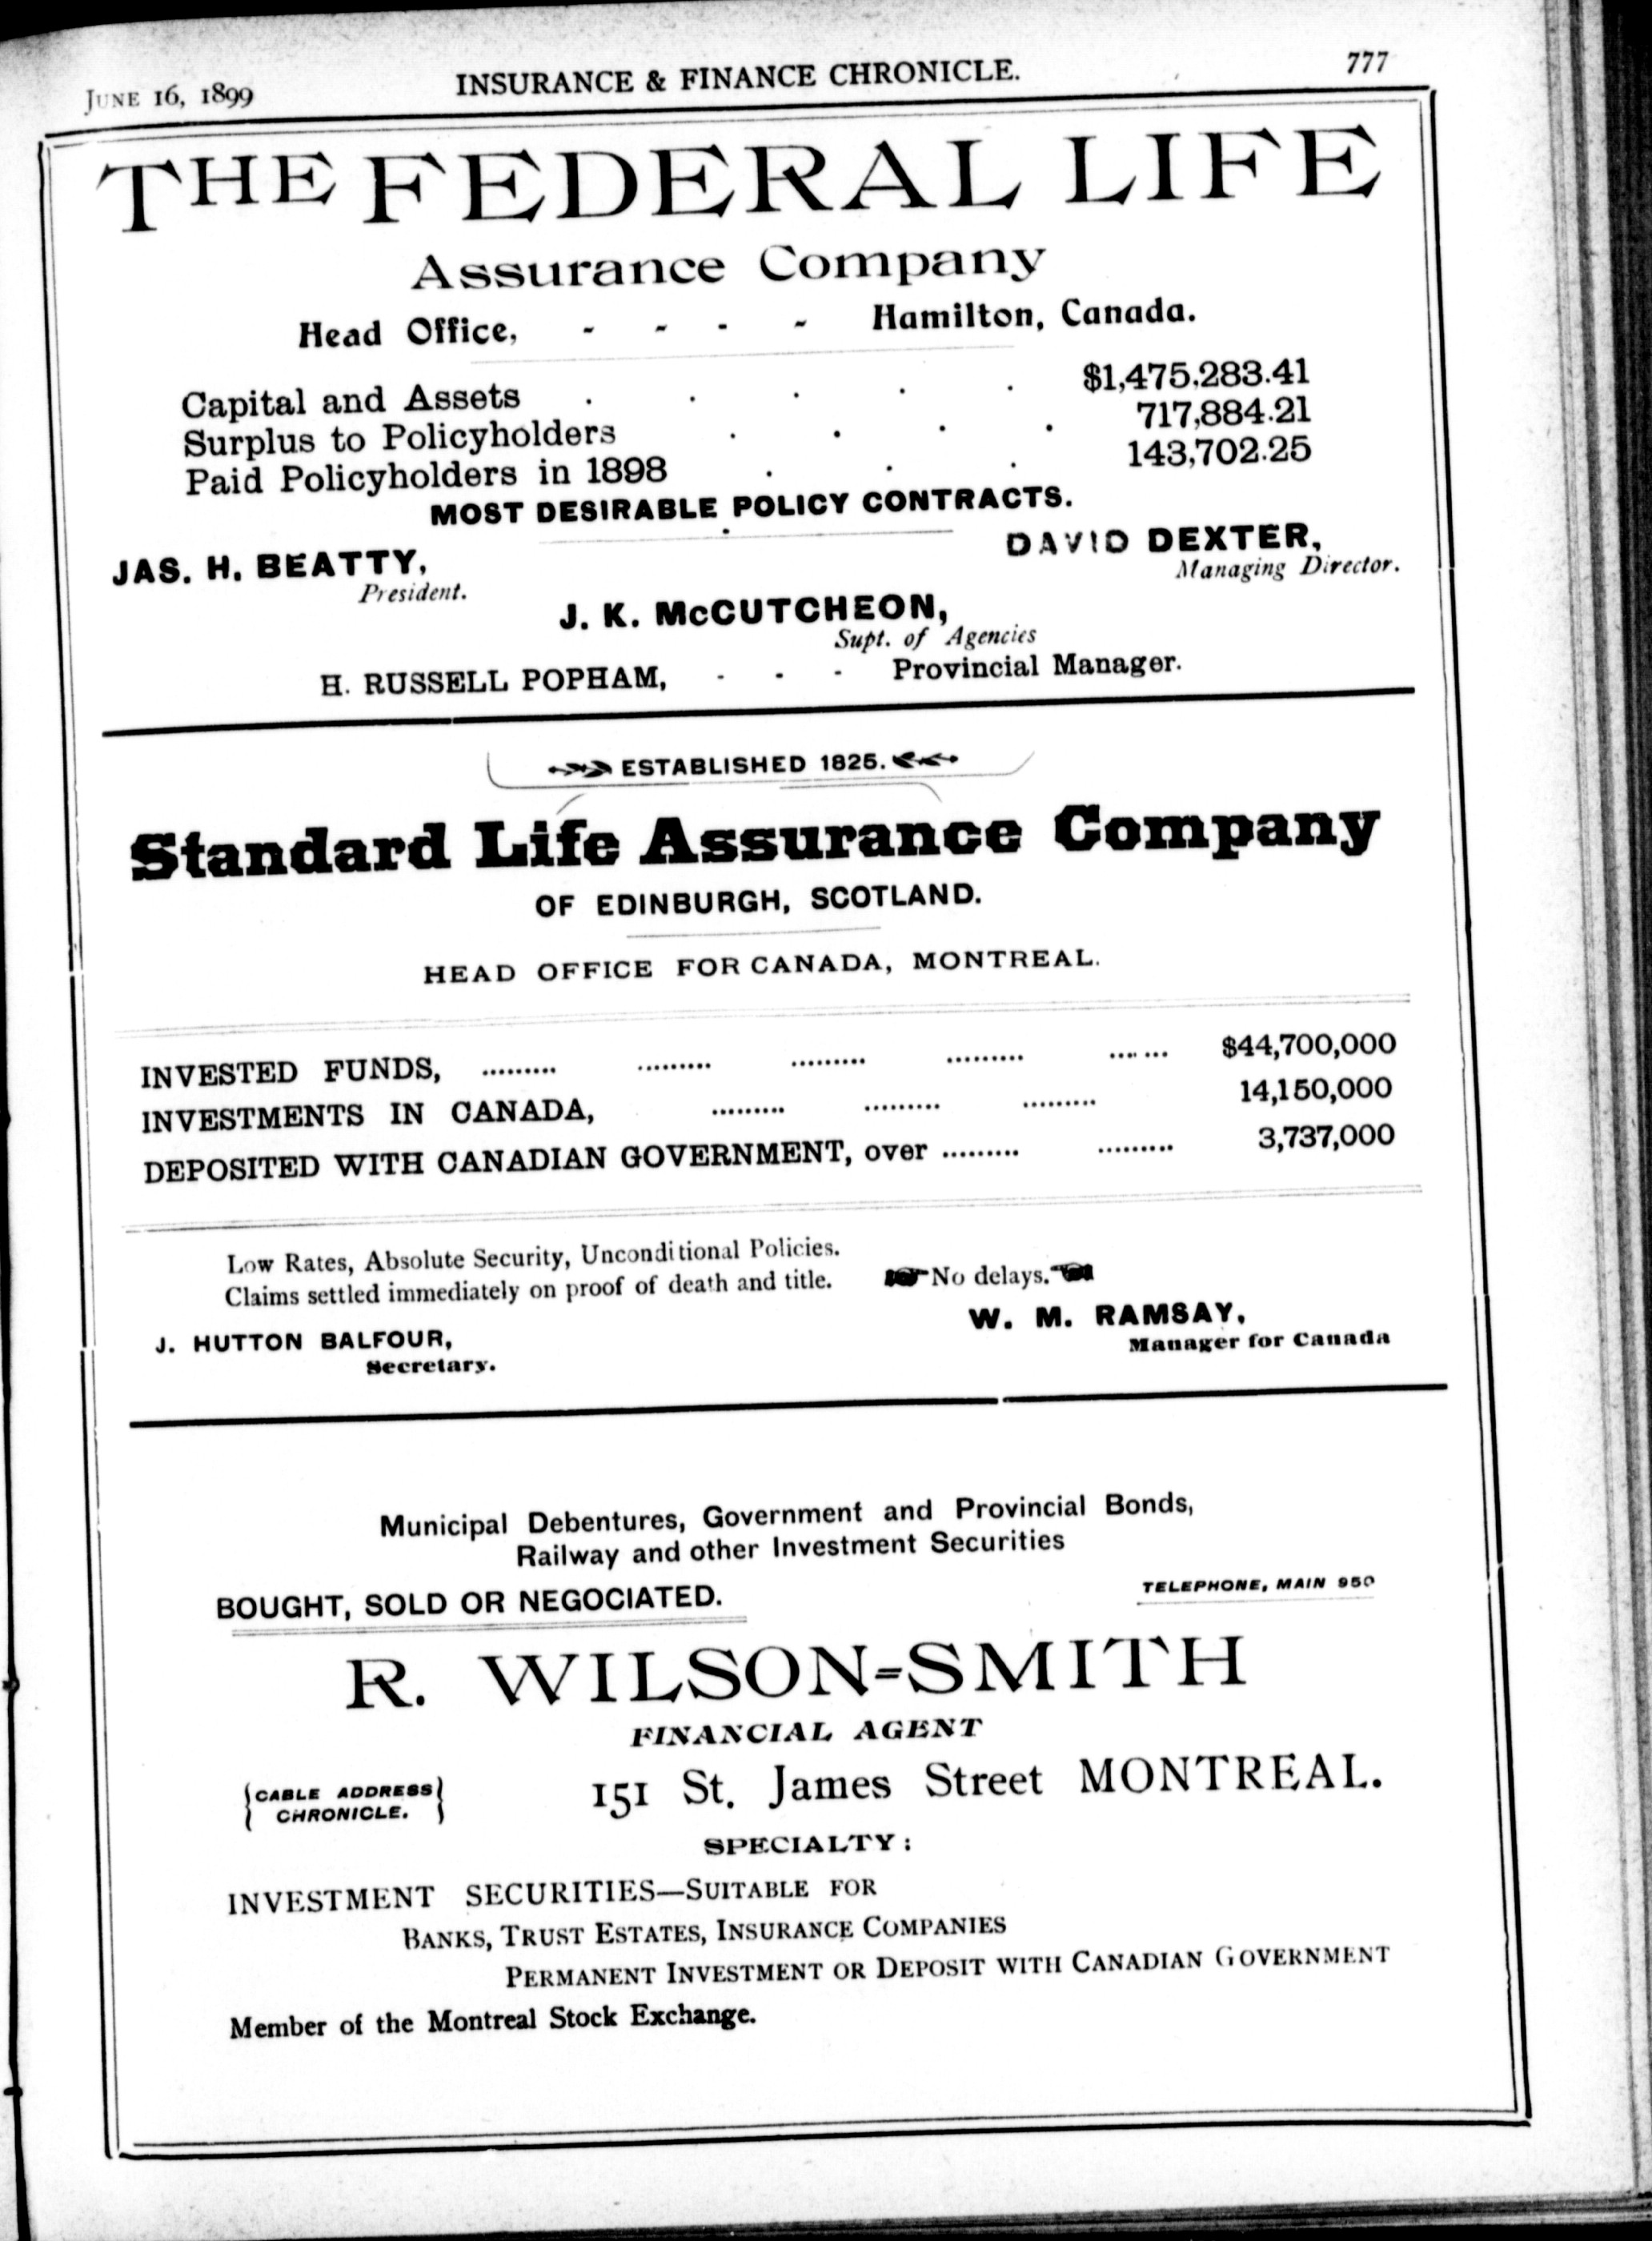 JUNE 16, 1899 INSURANCE & FINANCE CHRONICLE. 777
THE FEDERAL LIFE
Assurance Company
Head Office, - - - - Hamilton, Canada.
Capital and Assets . . . . . $1,475,283.41
Surplus to Policyholders . . . . 717,884.21
Paid Policyholders in 1898 . . . 143,702.25
MOST DESIRABLE POLICY CONTRACTS.
JAS. H. BEATTY, DAVID DEXTER,
President. Managing Director.
J. K. McCUTCHEON,
Supt. of Agencies
H. RUSSELL POPHAM, - - - Provincial Manager.
ESTABLISHED 1825.
Standard Life Assurance Company
OF EDINBURGH, SCOTLAND.
HEAD OFFICE FOR CANADA, MONTREAL.
INVESTED FUNDS, ......... ......... ......... ......... ....... $44,700,000
INVESTMENTS IN CANADA, ......... ......... ......... 14,150,000
DEPOSITED WITH CANADIAN GOVERNMENT, over ......... ......... 3,737,000
Low Rates, Absolute Security, Unconditional Policies.
Claims settled immediately on proof of death and title. No delays.
J. HUTTON BALFOUR, W. M. RAMSAY,
Secretary. Manager for Canada
Municipal Debentures, Government and Provincial Bonds,
Railway and other Investment Securities
BOUGHT, SOLD OR NEGOCIATED. TELEPHONE, MAIN 950
R. WILSON=SMITH
FINANCIAL AGENT
{CABLE ADDRESS CHRONICLE.} 151 St. James Street MONTREAL.
SPECIALTY:
INVESTMENT SECURITIES—SUITABLE FOR
BANKS, TRUST ESTATES, INSURANCE COMPANIES
PERMANENT INVESTMENT OR DEPOSIT WITH CANADIAN GOVERNMENT
Member of the Montreal Stock Exchange.